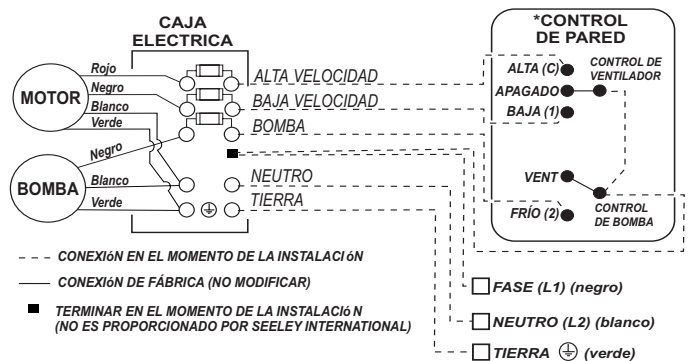 CAJA
ELECTRICA
*CONTROL
DE PARED
Rojo
Negro
MOTOR
Blanco
Verde
ALTA VELOCIDAD
BAJA VELOCIDAD
BOMBA
ALTA (C)
CONTROL DE
VENTILADOR
APAGADO
BAJA (1)
Negro
BOMBA
Blanco
Verde
NEUTRO
TIERRA
VENT
FRÍO (2)
CONTROL
DE BOMBA
CONEXIóN EN EL MOMENTO DE LA INSTALACIóN
CONEXIóN DE FÁBRICA (NO MODIFICAR)
TERMINAR EN EL MOMENTO DE LA INSTALACIóN
(NO ES PROPORCIONADO POR SEELEY INTERNATIONAL)
FASE (L1) (negro)
NEUTRO (L2) (blanco)
TIERRA (verde)